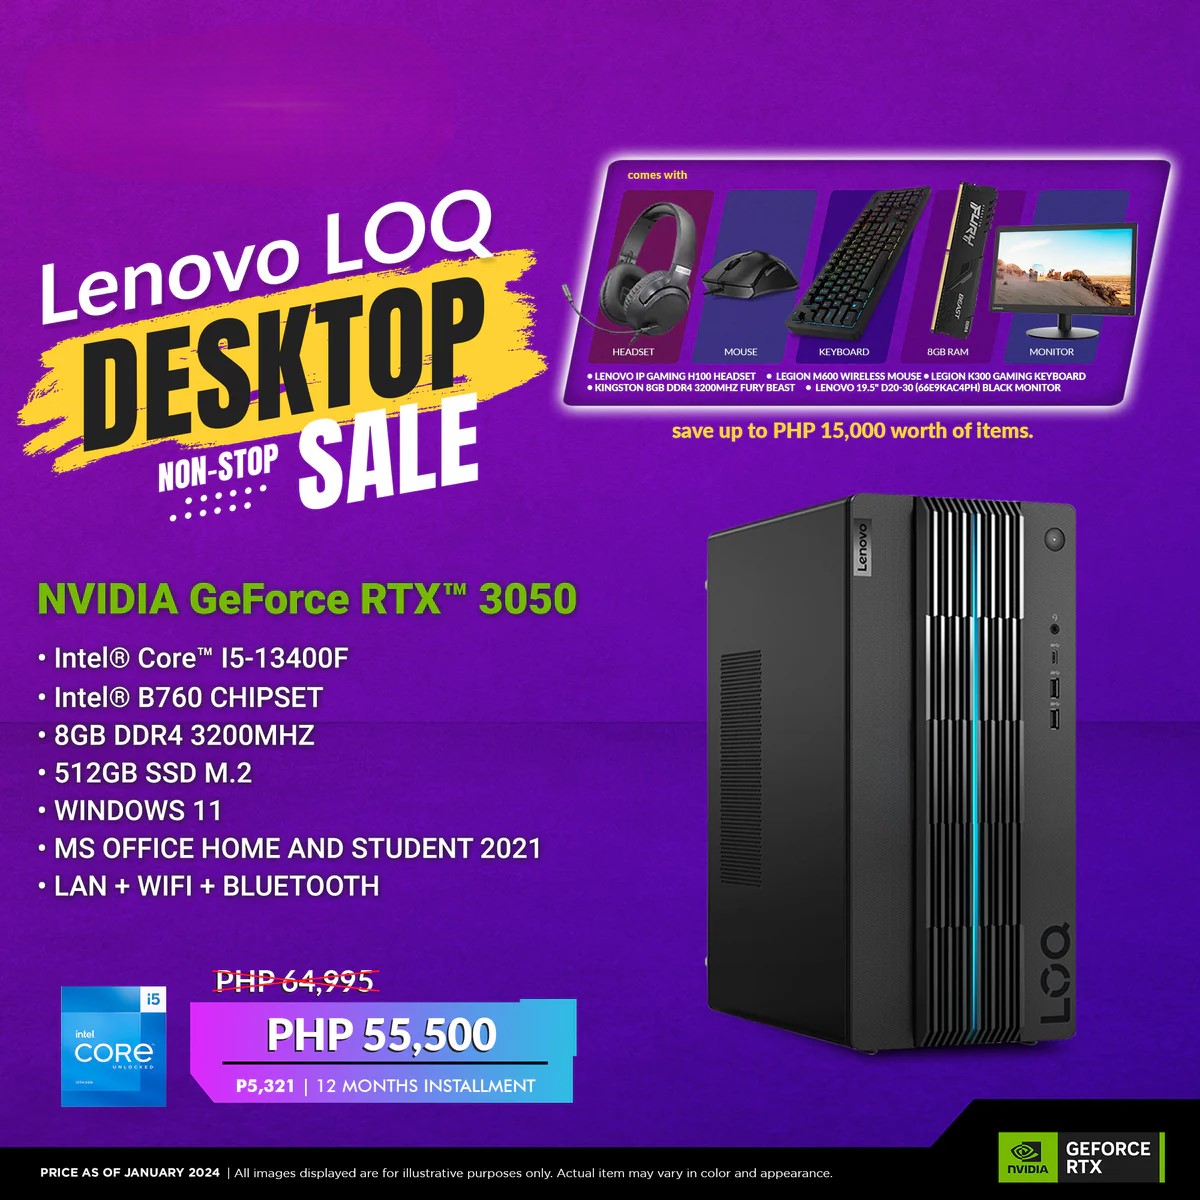 Lenovo LOQ
DESKTOP
NON-STOP SALE
comes with
HEADSET
MOUSE
KEYBOARD
8GB RAM
MONITOR
• LENOVO IP GAMING H100 HEADSET • LEGION M600 WIRELESS MOUSE • LEGION K300 GAMING KEYBOARD
• KINGSTON 8GB DDR4 3200MHZ FURY BEAST • LENOVO 19.5" D20-30 (66E9KAC4PH) BLACK MONITOR
save up to PHP 15,000 worth of items.
FURY
BEAST
NVIDIA GeForce RTX™ 3050
• Intel® Core™ I5-13400F
• Intel® B760 CHIPSET
• 8GB DDR4 3200MHZ
• 512GB SSD M.2
• WINDOWS 11
• MS OFFICE HOME AND STUDENT 2021
• LAN + WIFI + BLUETOOTH
Lenovo
LOQ
PHP 64,995
PHP 55,500
P5,321 | 12 MONTHS INSTALLMENT
i5
intel
CORE
UNLOCKED
PRICE AS OF JANUARY 2024 | All images displayed are for illustrative purposes only. Actual item may vary in color and appearance.
NVIDIA
GEFORCE
RTX